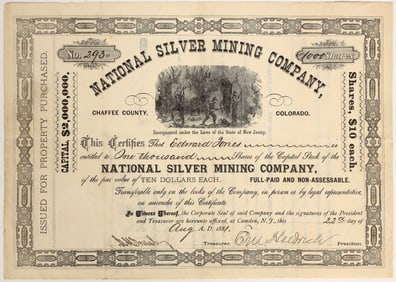 No. 293
1000 Shares
NATIONAL SILVER MINING COMPANY,
CHAFFEE COUNTY,
COLORADO.
Incorporated under the Laws of the State of New Jersey.
ISSUED FOR PROPERTY PURCHASED.
CAPITAL $2,000,000,
Shares, $10 each.
This Certifies That Edward Jones
entitled to One thousand Shares of the Capital Stock of the
NATIONAL SILVER MINING COMPANY,
of the par value of TEN DOLLARS EACH. FULL-PAID AND NON-ASSESSABLE.
Transferable only on the books of the Company, in person or by legal representative,
on surrender of this Certificate.
In Witness Whereof, the Corporate Seal of said Company and the signatures of the President
and Treasurer are hereunto affixed, at Camden, N. J., this 22nd day of
Aug A.D. 1881.
Treasurer.
President.